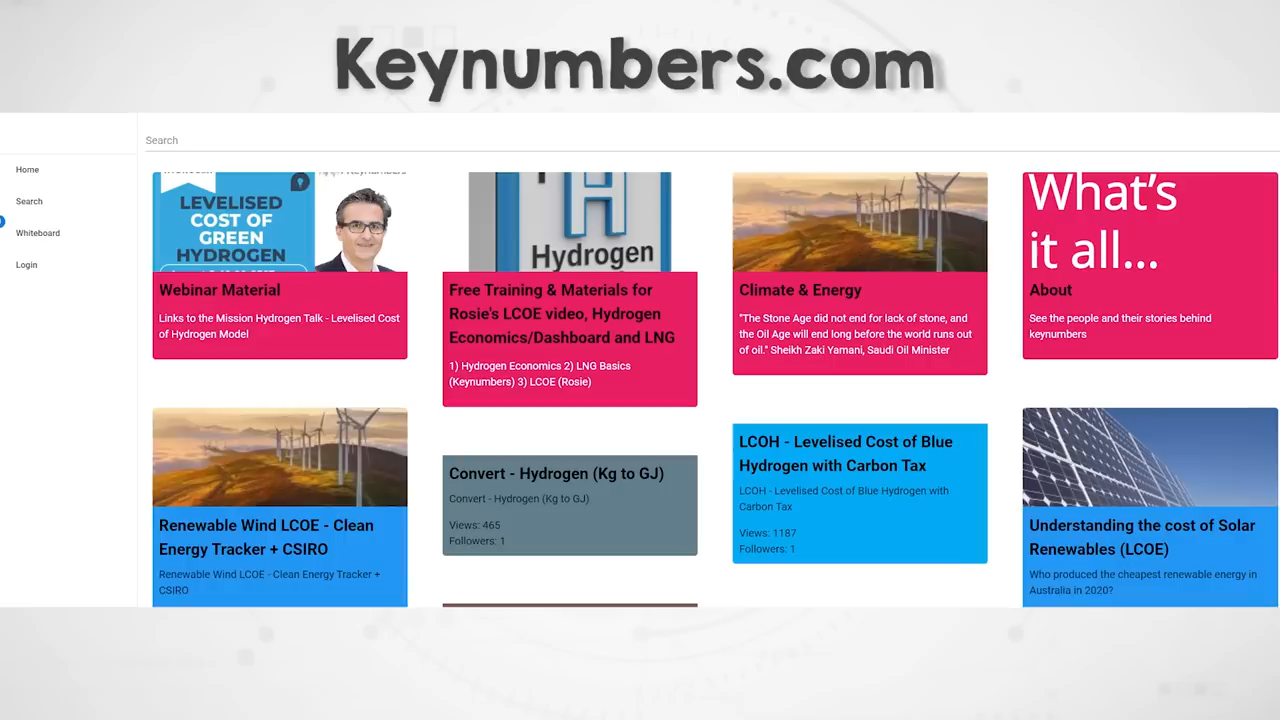 Keynumbers.com
Search
Home
Search
Whiteboard
Login
LEVELISED
COST OF
GREEN
HYDROGEN
Webinar Material
Links to the Mission Hydrogen Talk - Levelised Cost
of Hydrogen Model
Hydrogen
Free Training & Materials for
Rosie's LCOE video, Hydrogen
Economics/Dashboard and LNG
1) Hydrogen Economics 2) LNG Basics
(Keynumbers) 3) LCOE (Rosie)
Climate & Energy
"The Stone Age did not end for lack of stone, and
the Oil Age will end long before the world runs out
of oil." Sheikh Zaki Yamani, Saudi Oil Minister
What's
it all...
About
See the people and their stories behind
keynumbers
Renewable Wind LCOE - Clean
Energy Tracker + CSIRO
Renewable Wind LCOE - Clean Energy Tracker +
CSIRO
Convert - Hydrogen (Kg to GJ)
Convert - Hydrogen (Kg to GJ)
Views: 465
Followers: 1
LCOH - Levelised Cost of Blue
Hydrogen with Carbon Tax
LCOH - Levelised Cost of Blue Hydrogen with
Carbon Tax
Views: 1187
Followers: 1
Understanding the cost of Solar
Renewables (LCOE)
Who produced the cheapest renewable energy in
Australia in 2020?